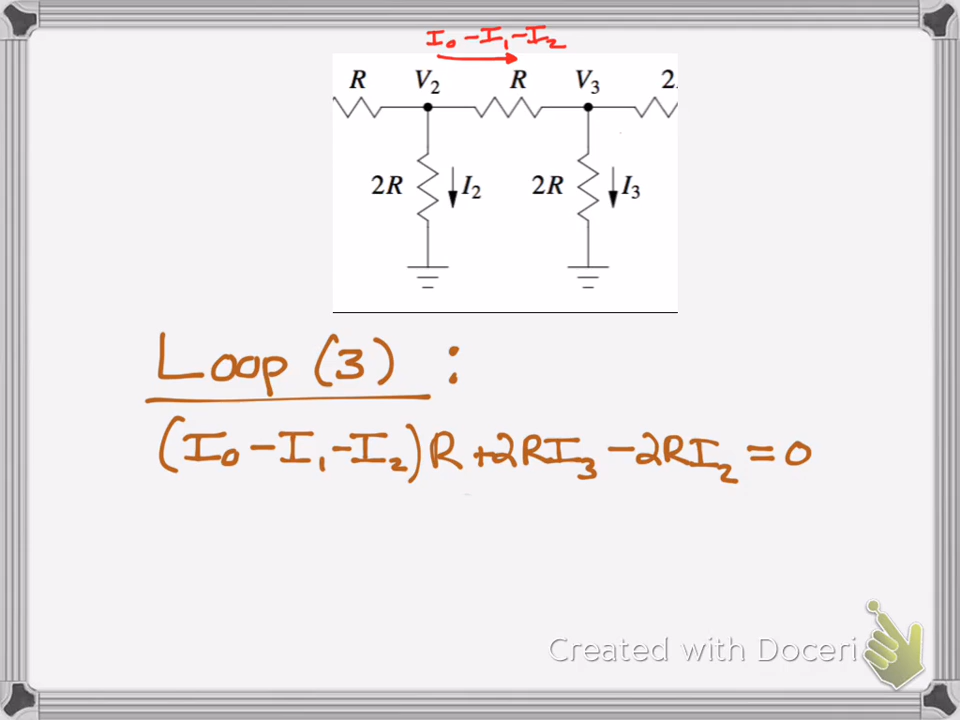 I₀ - I₁ - I₂
R V₂ R V₃ 2
2R I₂ 2R I₃
Loop (3) :
(I₀ - I₁ - I₂)R + 2RI₃ - 2RI₂ = 0
Created with Doceri